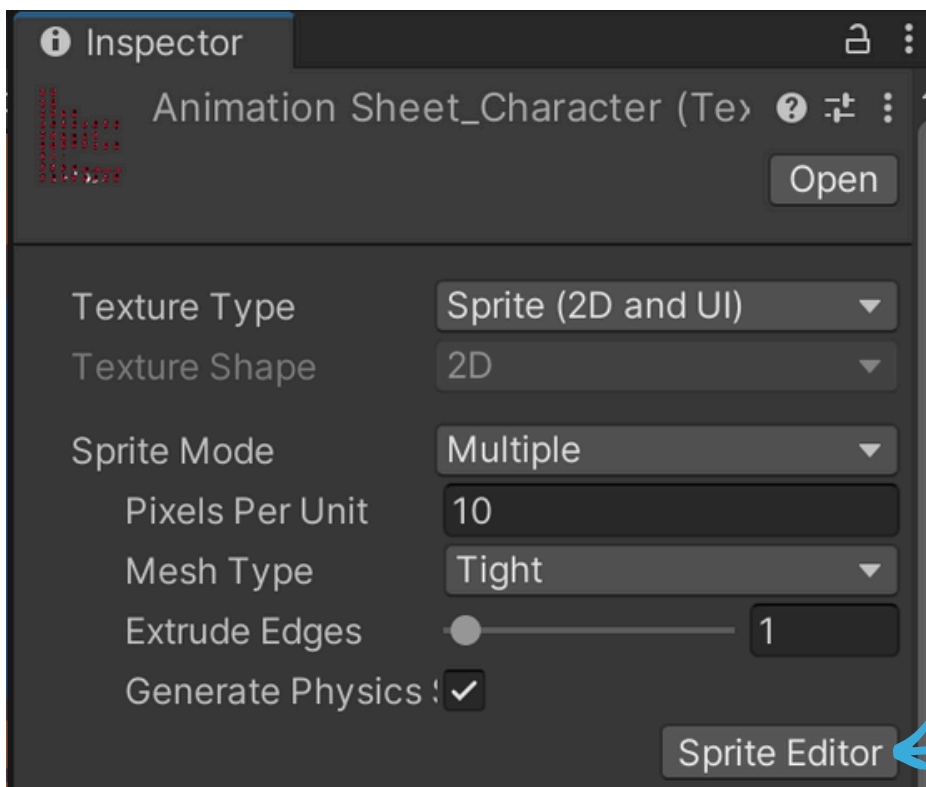 Inspector
Animation Sheet_Character (Tex
Open
Texture Type Sprite (2D and UI)
Texture Shape 2D
Sprite Mode Multiple
Pixels Per Unit 10
Mesh Type Tight
Extrude Edges 1
Generate Physics S
Sprite Editor